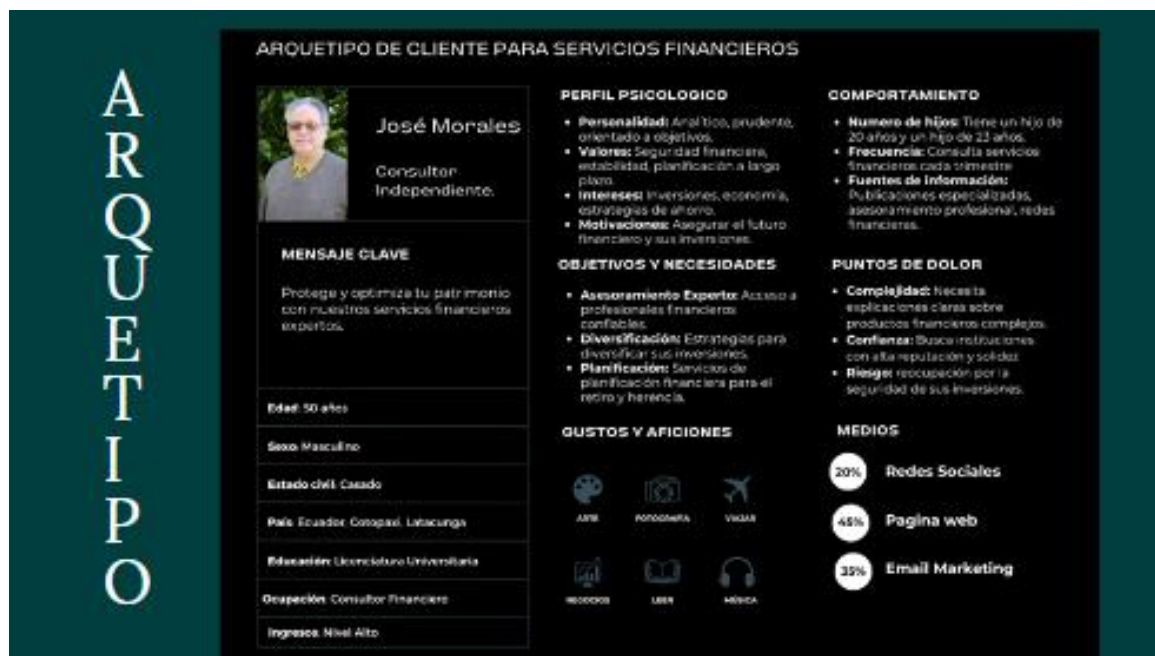 ARQUETIPO
ARQUETIPO DE CLIENTE PARA SERVICIOS FINANCIEROS
José Morales
Consultor
Independiente.
MENSAJE CLAVE
Protege y optimiza tu patrimonio
con nuestros servicios financieros
expertos.
Edad: 50 años
Sexo: Masculino
Estado civil: Casado
País: Ecuador, Cotopaxi, Latacunga
Educación: Licenciatura Universitaria
Ocupación: Consultor Financiero
Ingresos: Nivel Alto
PERFIL PSICOLOGICO
• Personalidad: Analítico, prudente,
orientado a objetivos.
• Valores: Seguridad financiera,
estabilidad, planificación a largo
plazo.
• Intereses: Inversiones, economía,
estrategias de ahorro.
• Motivaciones: Asegurar el futuro
financiero y sus inversiones.
OBJETIVOS Y NECESIDADES
• Asesoramiento Experto: Acceso a
profesionales financieros
confiables.
• Diversificación: Estrategias para
diversificar sus inversiones.
• Planificación: Servicios de
planificación financiera para el
retiro y herencia.
GUSTOS Y AFICIONES
ARTE
FOTOGRAFIA
VIAJAR
NEGOCIOS
LEER
MÚSICA
COMPORTAMIENTO
• Numero de hijos: Tiene un hijo de
20 años y un hijo de 23 años.
• Frecuencia: Consulta servicios
financieros cada trimestre
• Fuentes de información:
Publicaciones especializadas,
asesoramiento profesional, redes
financieras.
PUNTOS DE DOLOR
• Complejidad: Necesita
explicaciones claras sobre
productos financieros complejos.
• Confianza: Busca instituciones
con alta reputación y solidez
• Riesgo: reocupación por la
seguridad de sus inversiones.
MEDIOS
20% Redes Sociales
45% Pagina web
35% Email Marketing